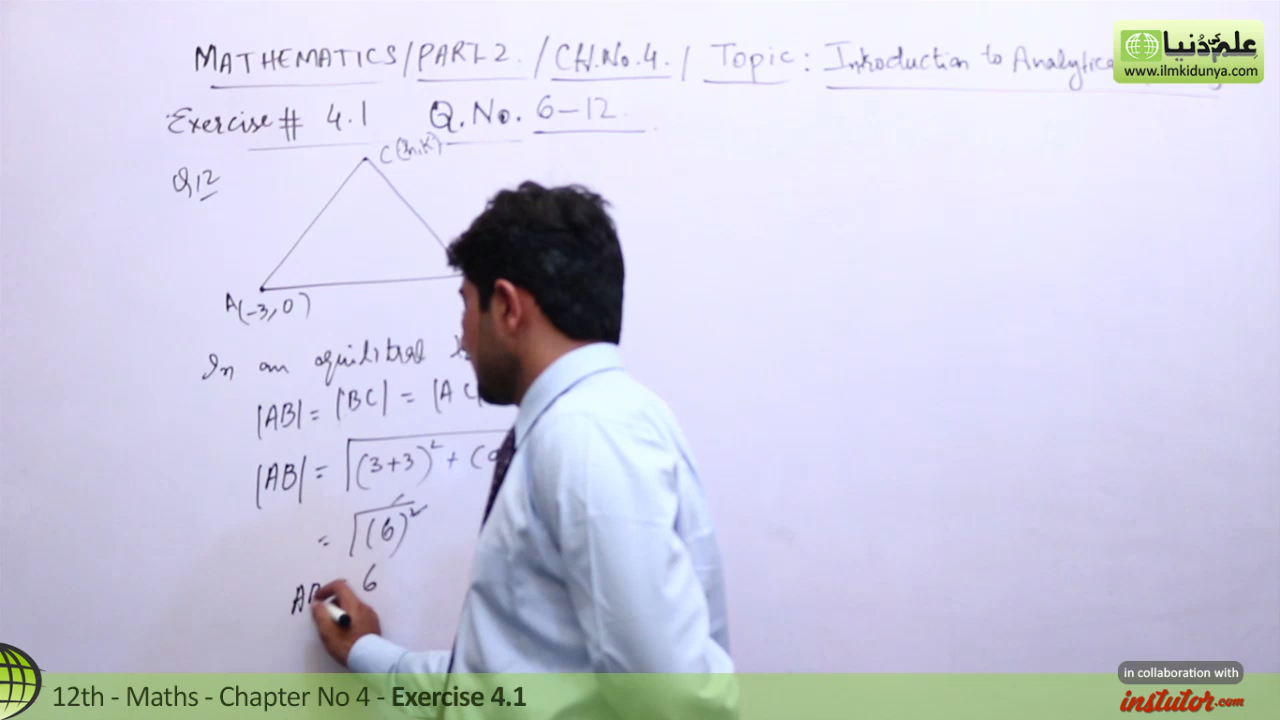 MATHEMATICS/PART 2 / CH.No.4. / Topic: Introduction to Analytical
علم کی دنیا
www.ilmkidunya.com
Exercise # 4.1 Q.No. 6-12
Q12
C(h,k)
A(-3,0)
In an equilitral
|AB| = |BC| = |AC|
|AB| = √(3+3)² + (0
= √(6)²
AB 6
In collaboration with
instutor.com
12th - Maths - Chapter No 4 - Exercise 4.1